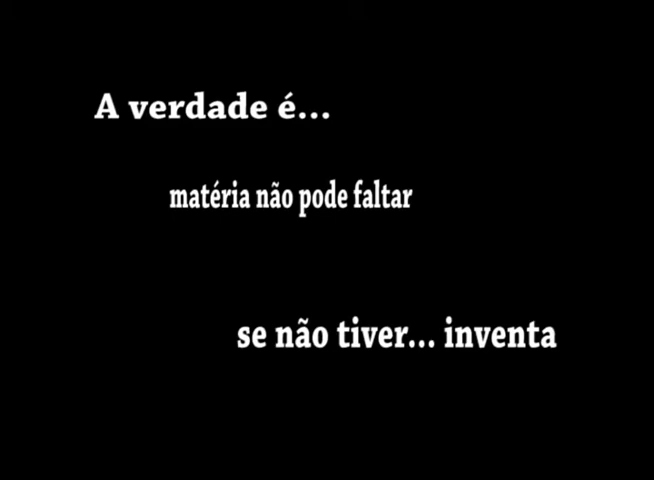 A verdade é...
matéria não pode faltar
se não tiver... inventa